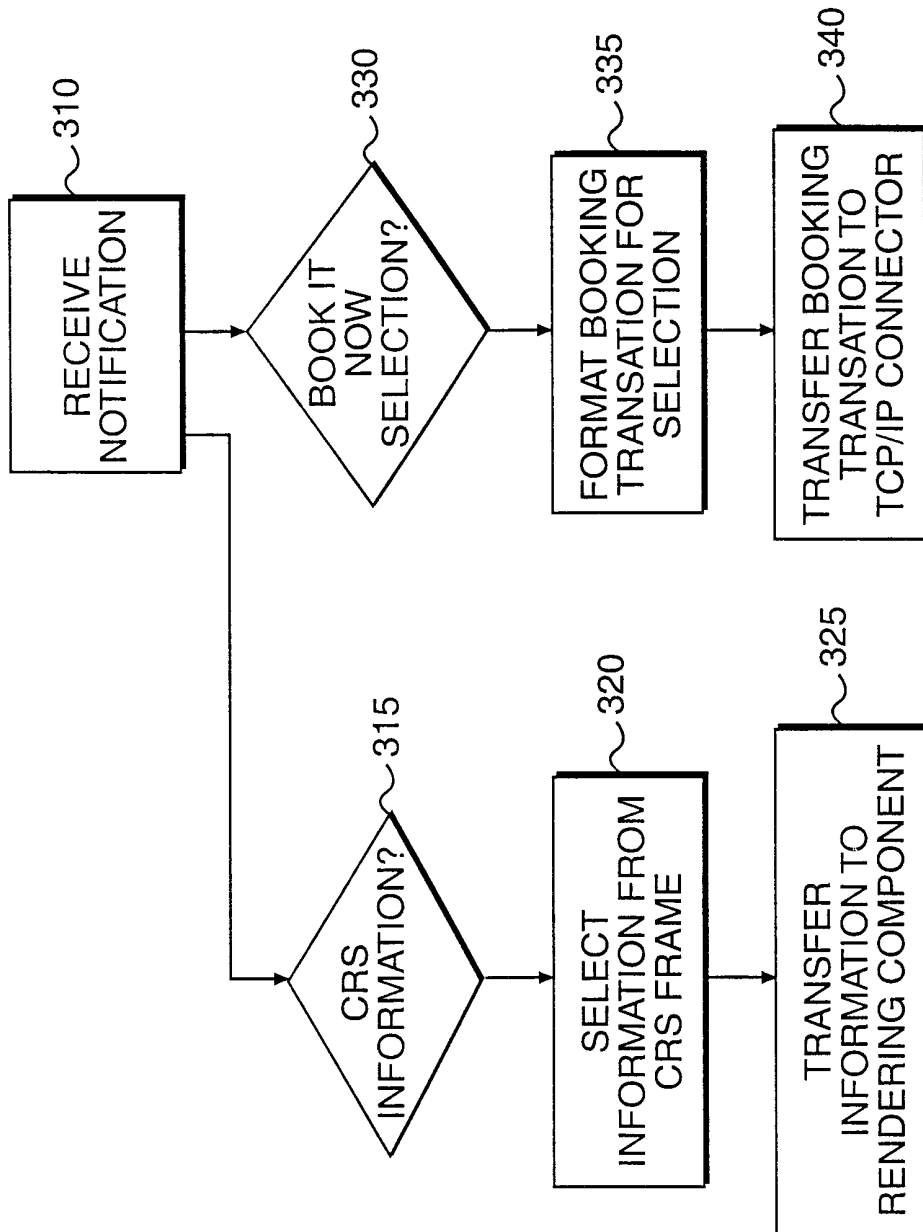 RECEIVE
NOTIFICATION
310
CRS
INFORMATION?
315
SELECT
INFORMATION FROM
CRS FRAME
320
TRANSFER
INFORMATION TO
RENDERING COMPONENT
325
BOOK IT
NOW
SELECTION?
330
FORMAT BOOKING
TRANSATION FOR
SELECTION
335
TRANSFER BOOKING
TRANSATION TO
TCP/IP CONNECTOR
340